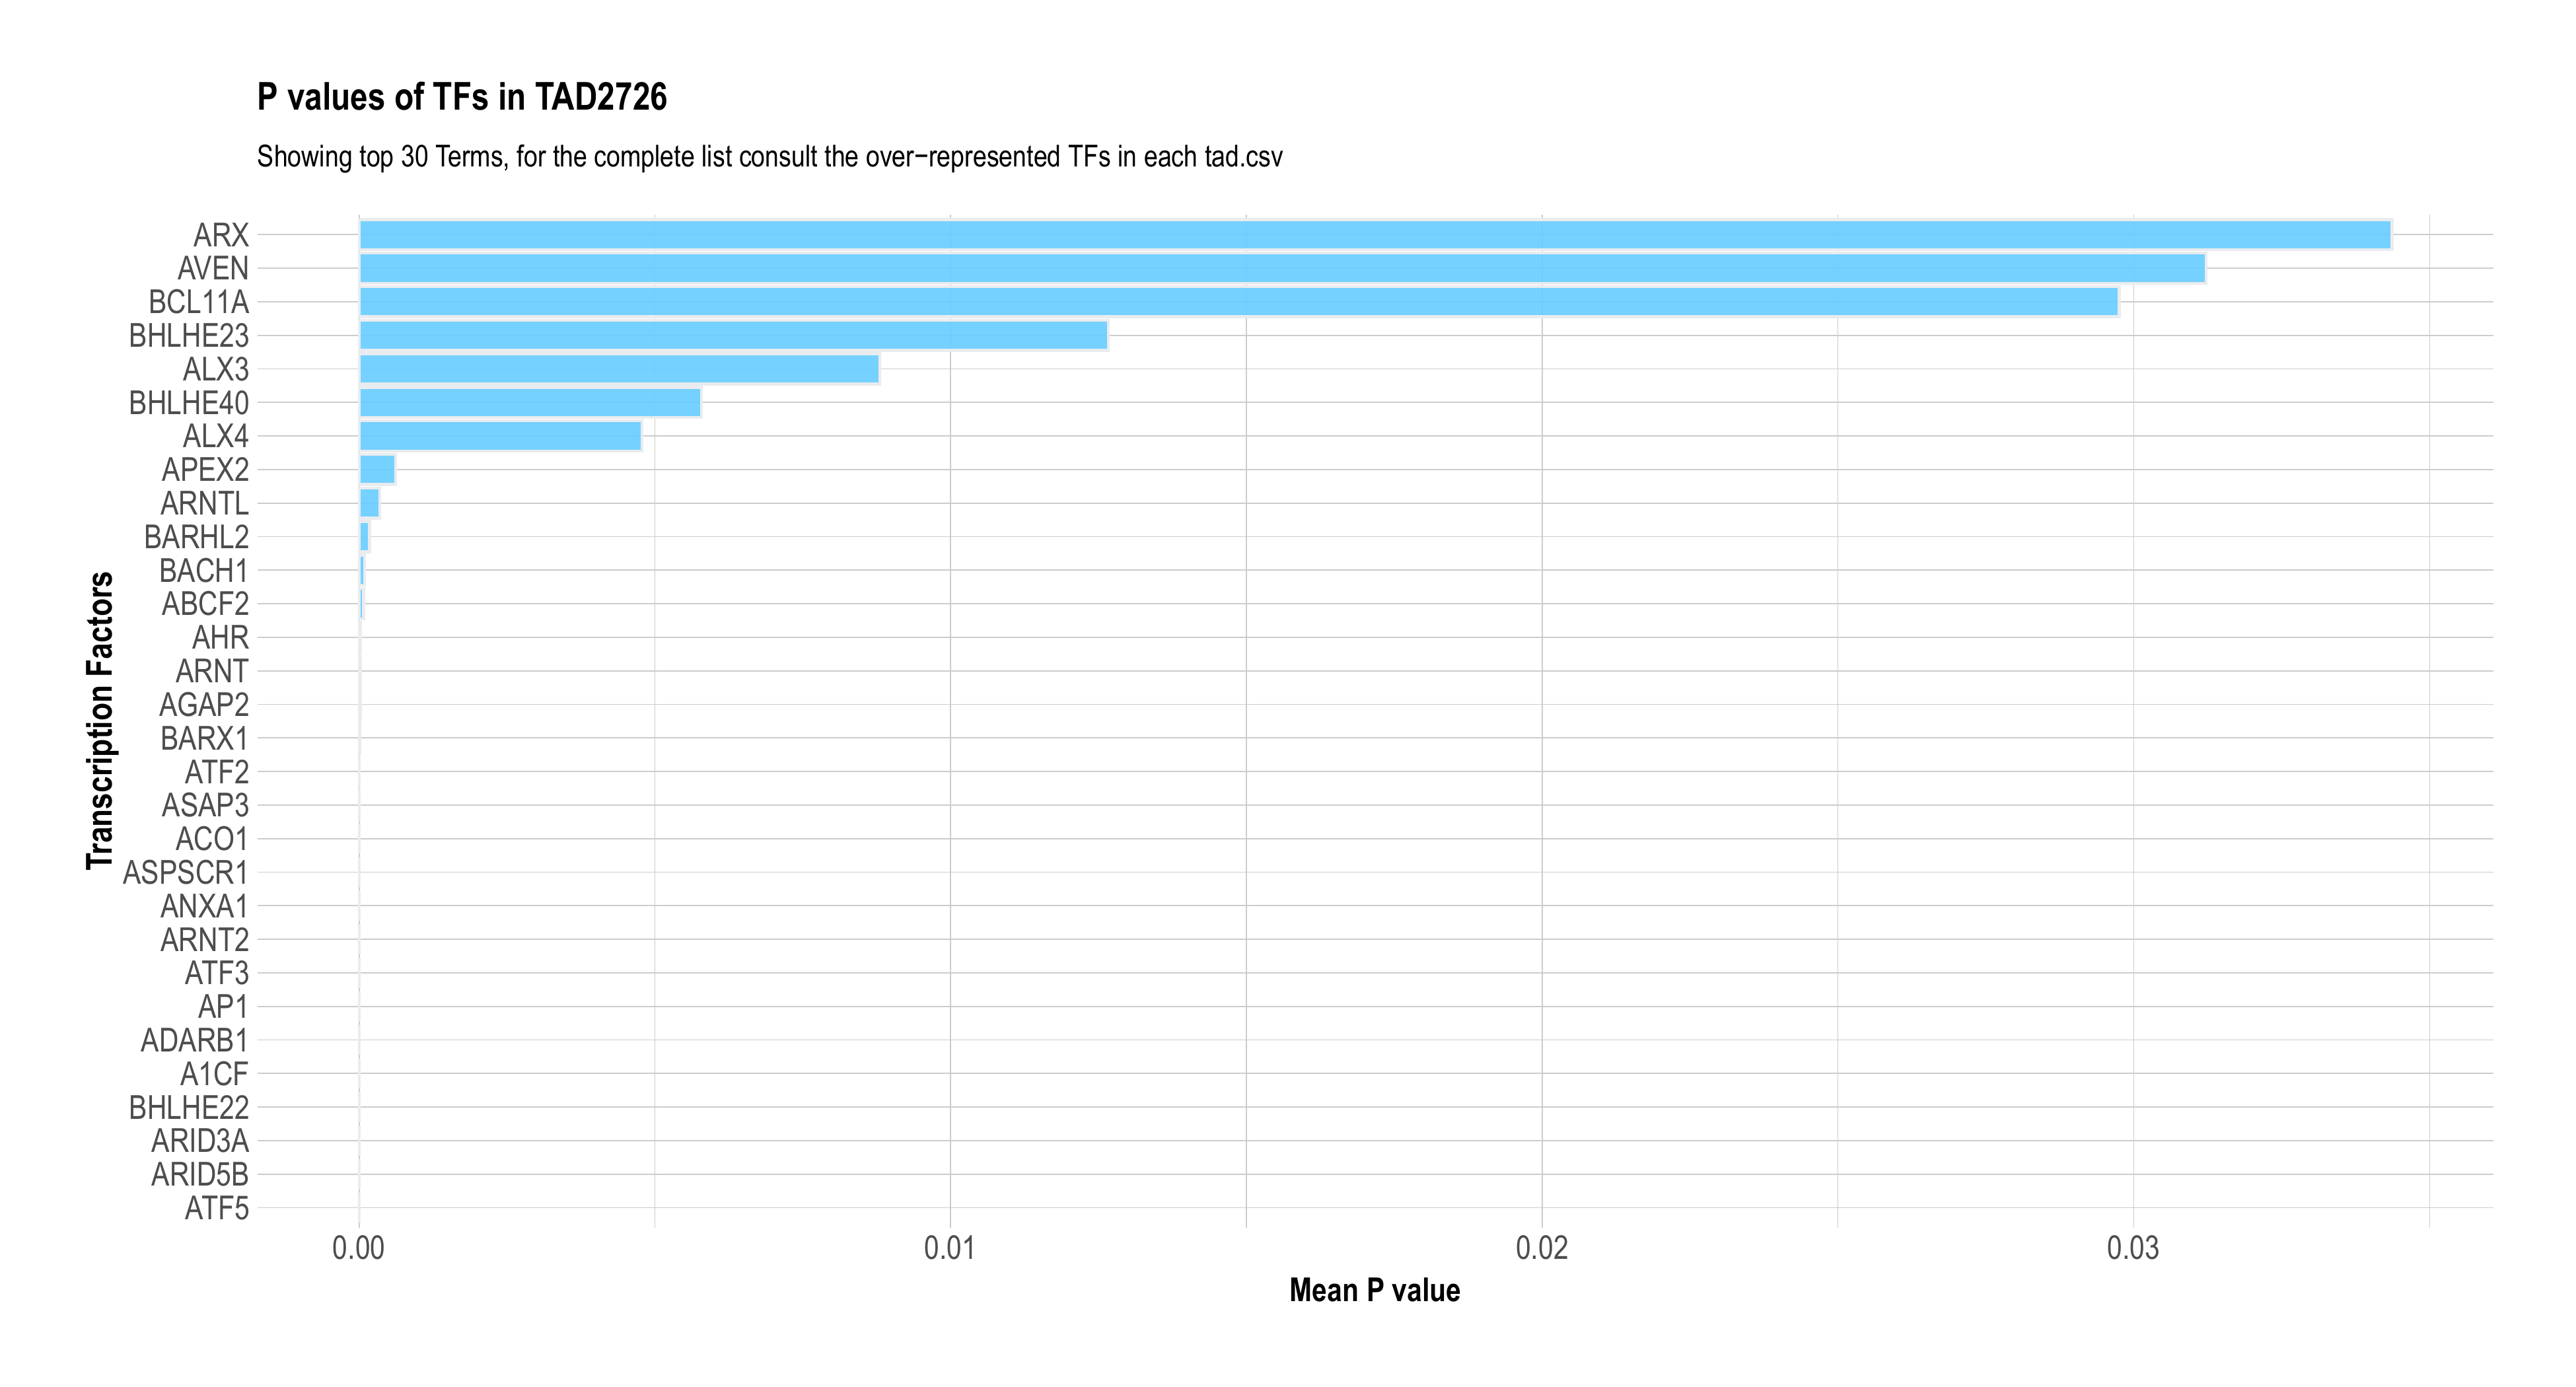 P values of TFs in TAD2726
Showing top 30 Terms, for the complete list consult the over−represented TFs in each tad.csv
Transcription Factors
ARX
AVEN
BCL11A
BHLHE23
ALX3
BHLHE40
ALX4
APEX2
ARNTL
BARHL2
BACH1
ABCF2
AHR
ARNT
AGAP2
BARX1
ATF2
ASAP3
ACO1
ASPSCR1
ANXA1
ARNT2
ATF3
AP1
ADARB1
A1CF
BHLHE22
ARID3A
ARID5B
ATF5
0.00 0.01 0.02 0.03
Mean P value